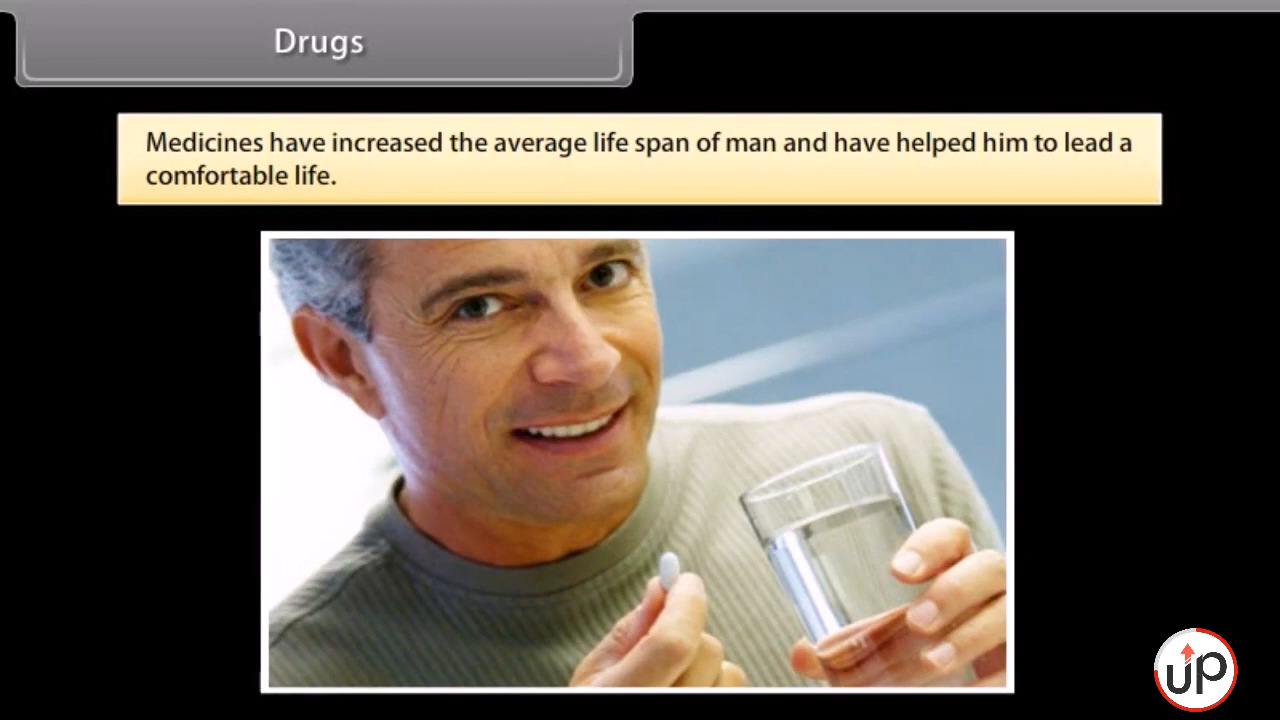 Drugs
Medicines have increased the average life span of man and have helped him to lead a
comfortable life.
UP